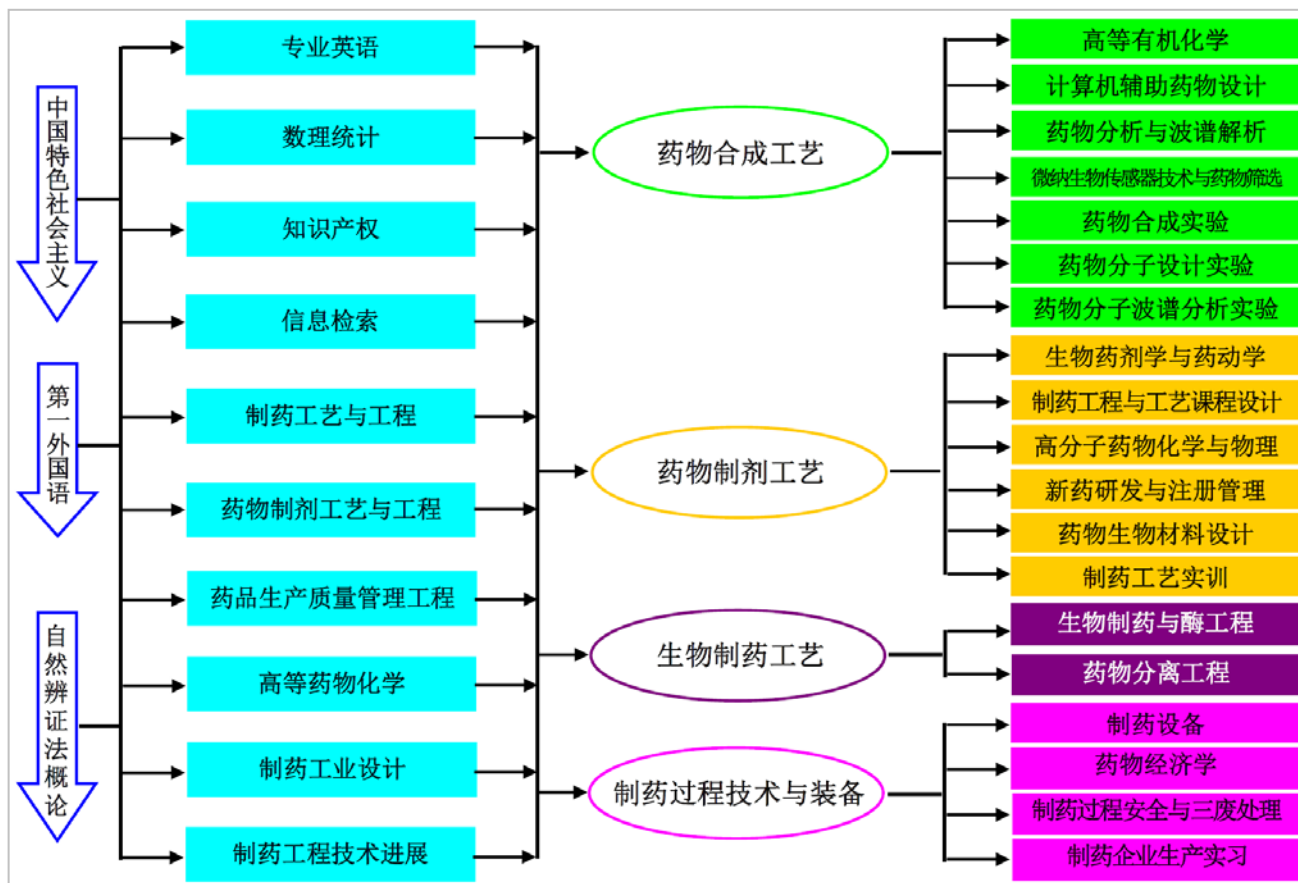 中国特色社会主义
第一外国语
自然辨证法概论
专业英语
数理统计
知识产权
信息检索
制药工艺与工程
药物制剂工艺与工程
药品生产质量管理工程
高等药物化学
制药工业设计
制药工程技术进展
药物合成工艺
药物制剂工艺
生物制药工艺
制药过程技术与装备
高等有机化学
计算机辅助药物设计
药物分析与波谱解析
微纳生物传感器技术与药物筛选
药物合成实验
药物分子设计实验
药物分子波谱分析实验
生物药剂学与药动学
制药工程与工艺课程设计
高分子药物化学与物理
新药研发与注册管理
药物生物材料设计
制药工艺实训
生物制药与酶工程
药物分离工程
制药设备
药物经济学
制药过程安全与三废处理
制药企业生产实习